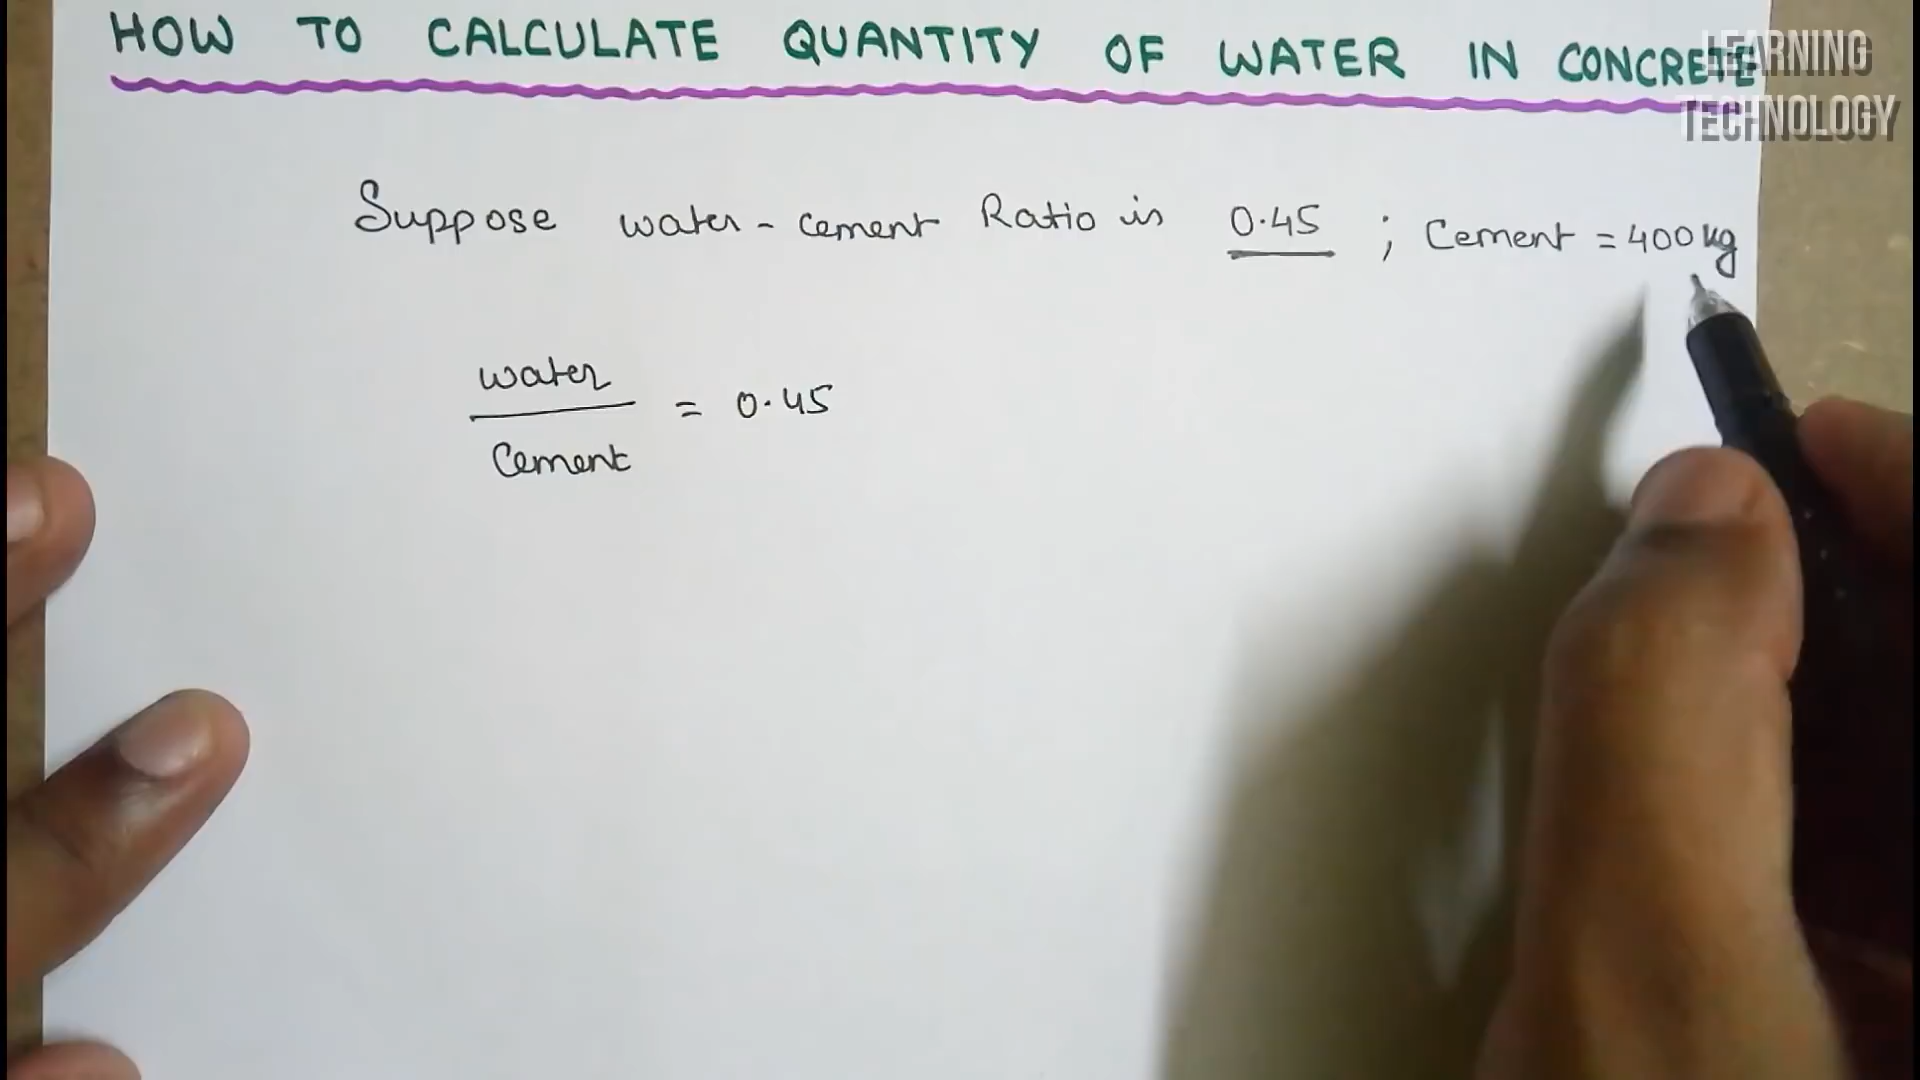 HOW TO CALCULATE QUANTITY OF WATER IN CONCRETE
LEARNING
TECHNOLOGY
Suppose water-cement Ratio is 0.45 ; Cement = 400 kg
water
= 0.45
Cement